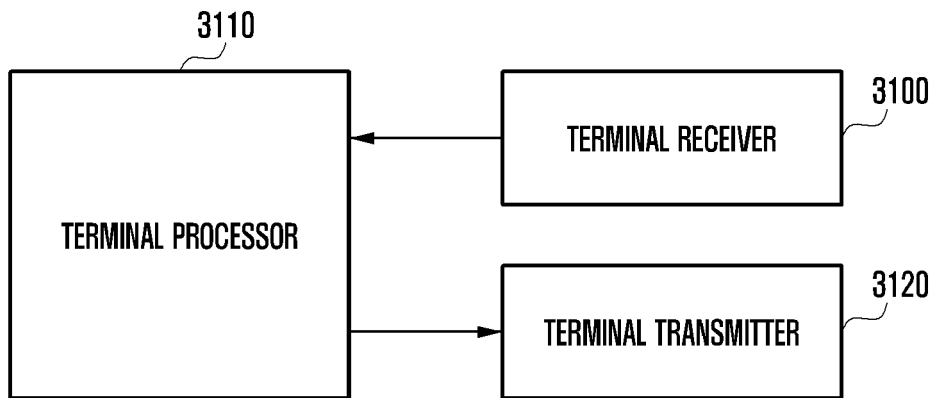 3110
3100
TERMINAL RECEIVER
TERMINAL PROCESSOR
3120
TERMINAL TRANSMITTER